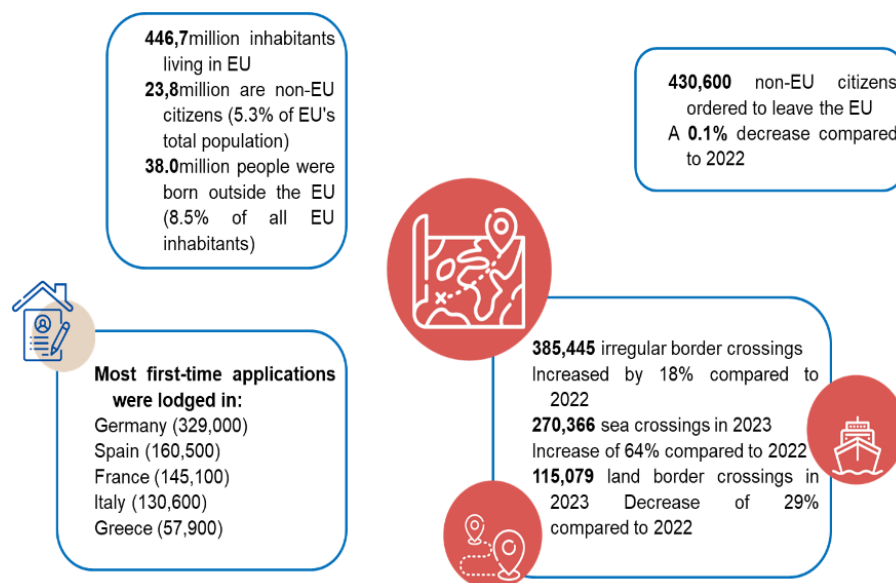 446,7million inhabitants
living in EU
23,8million are non-EU
citizens (5.3% of EU's
total population)
38.0million people were
born outside the EU
(8.5% of all EU
inhabitants)
430,600 non-EU citizens
ordered to leave the EU
A 0.1% decrease compared
to 2022
Most first-time applications
were lodged in:
Germany (329,000)
Spain (160,500)
France (145,100)
Italy (130,600)
Greece (57,900)
385,445 irregular border crossings
Increased by 18% compared to
2022
270,366 sea crossings in 2023
Increase of 64% compared to 2022
115,079 land border crossings in
2023 Decrease of 29%
compared to 2022